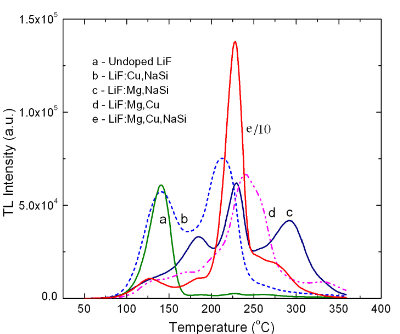 1.5x10⁵
1.0x10⁵
5.0x10⁴
0.0
TL Intensity (a.u.)
a - Undoped LiF
b - LiF:Cu,NaSi
c - LiF:Mg,NaSi
d - LiF:Mg,Cu
e - LiF:Mg,Cu,NaSi
e/10
a
b
d
c
50 100 150 200 250 300 350 400
Temperature (°C)